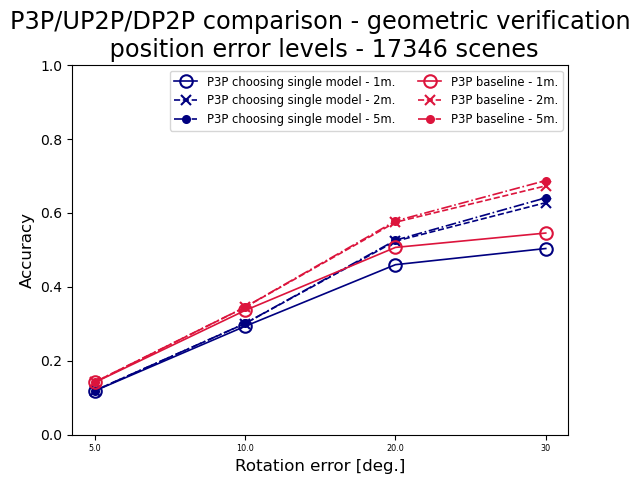 P3P/UP2P/DP2P comparison - geometric verification
position error levels - 17346 scenes
1.0
0.8
0.6
0.4
0.2
0.0
Accuracy
P3P choosing single model - 1m.
P3P choosing single model - 2m.
P3P choosing single model - 5m.
P3P baseline - 1m.
P3P baseline - 2m.
P3P baseline - 5m.
5.0
10.0
20.0
30
Rotation error [deg.]